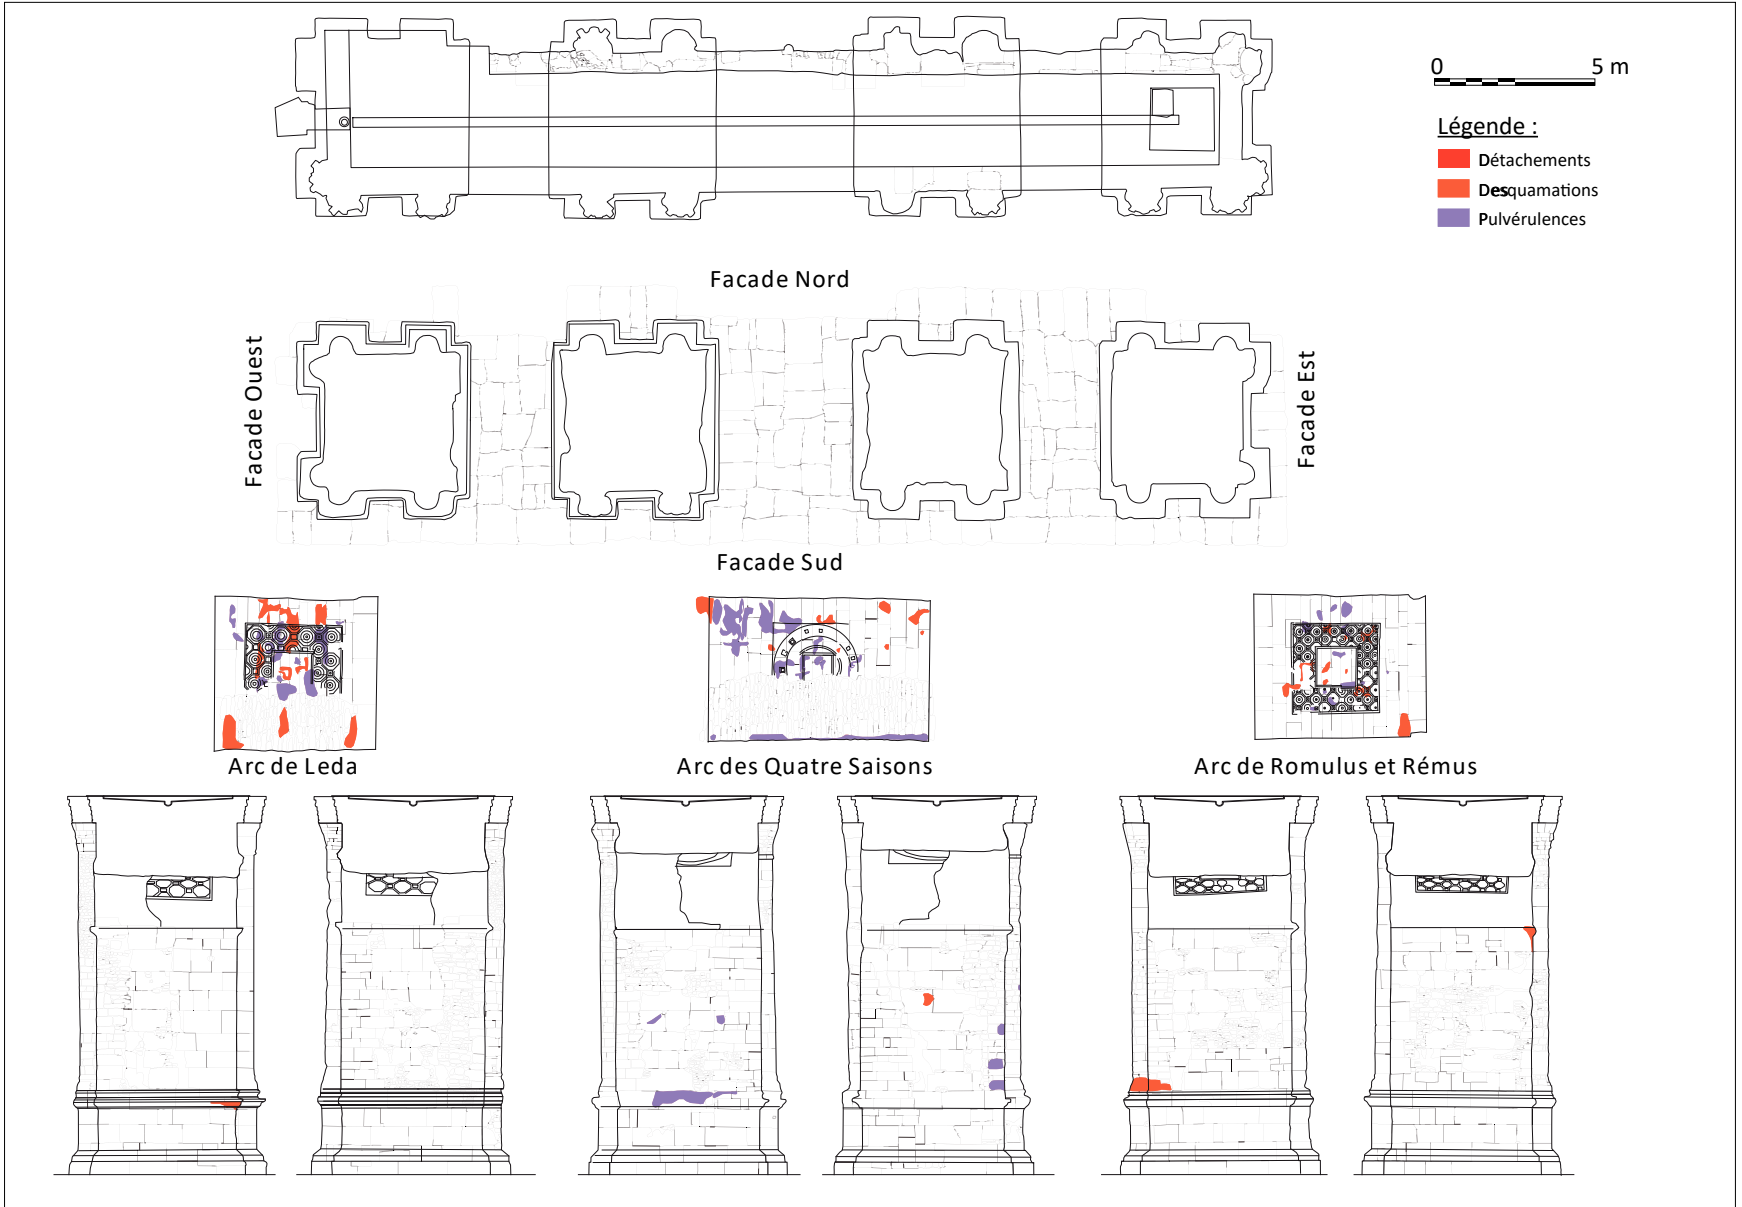 0 5 m
Légende :
Détachements
Desquamations
Pulvérulences
Facade Nord
Facade Ouest
Facade Est
Facade Sud
Arc de Leda
Arc des Quatre Saisons
Arc de Romulus et Rémus